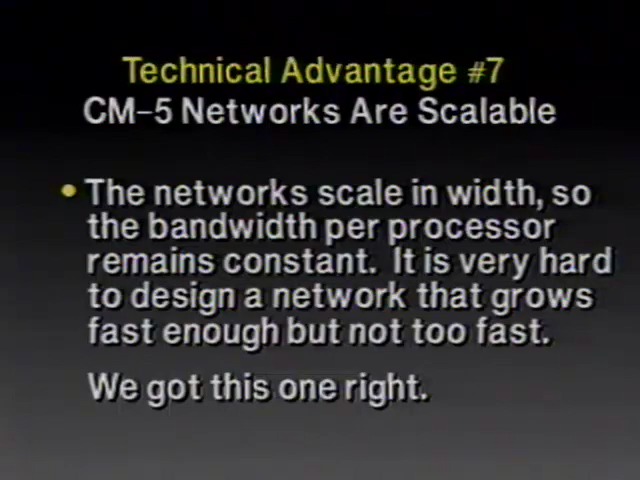 Technical Advantage #7
CM-5 Networks Are Scalable
• The networks scale in width, so
the bandwidth per processor
remains constant. It is very hard
to design a network that grows
fast enough but not too fast.
We got this one right.